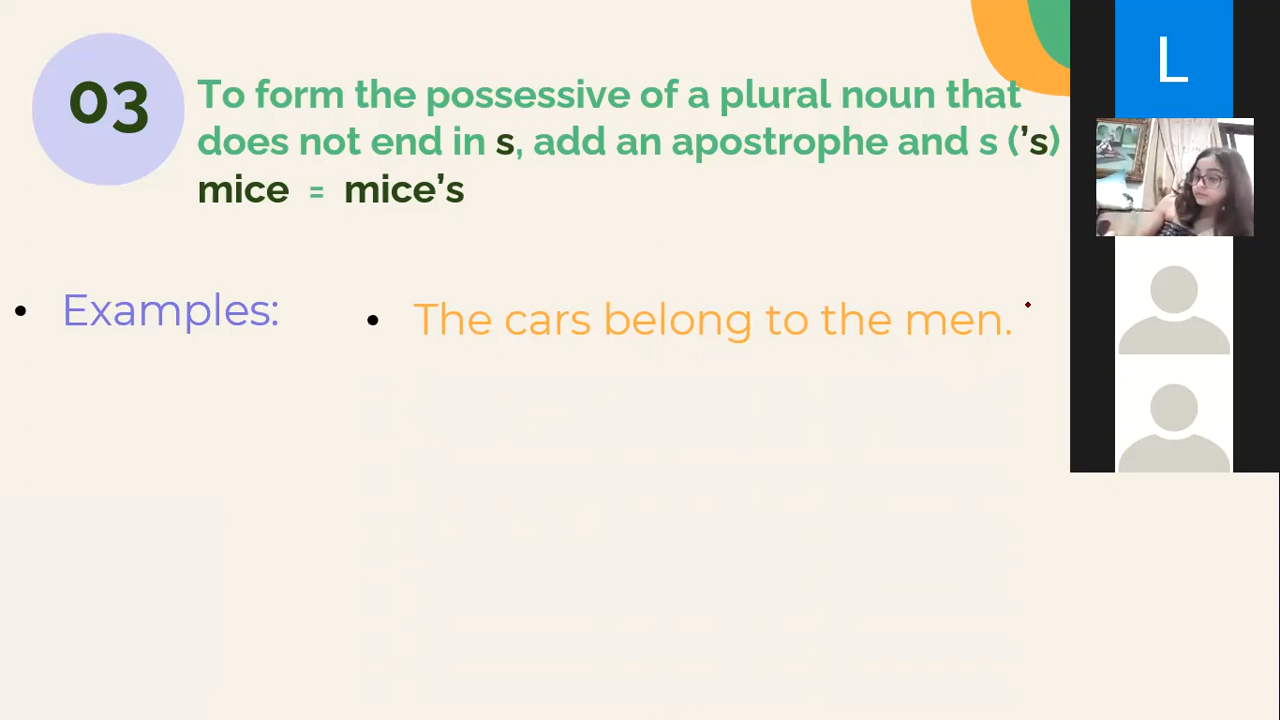 03
To form the possessive of a plural noun that
does not end in s, add an apostrophe and s (’s)
mice = mice’s
• Examples:
• The cars belong to the men.
L